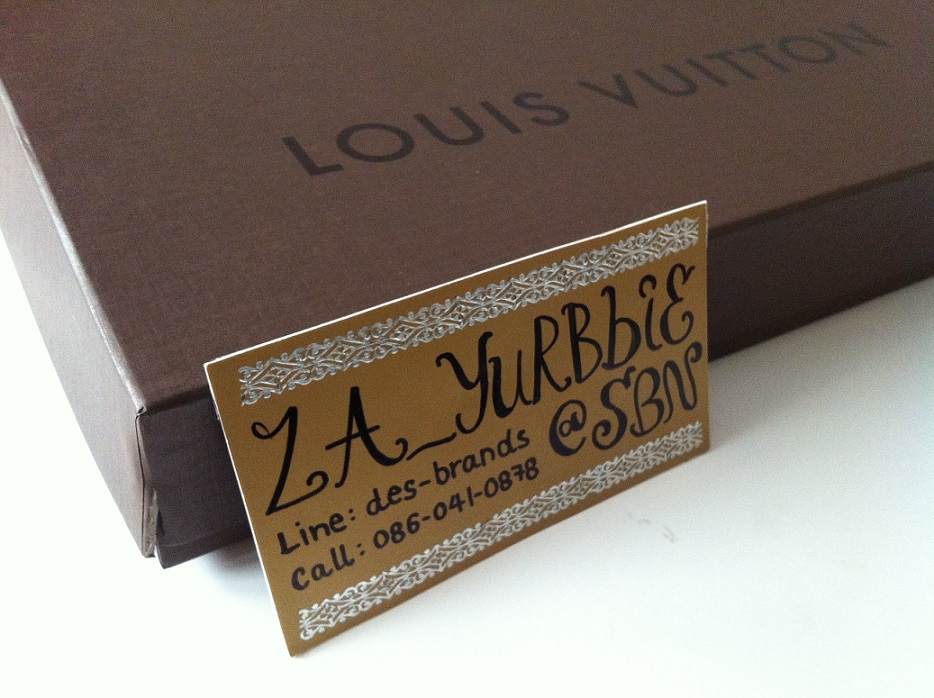 LOUIS VUITTON
ZA_YURBbiE
@SBN
Line: des-brands
Call: 086-041-0878